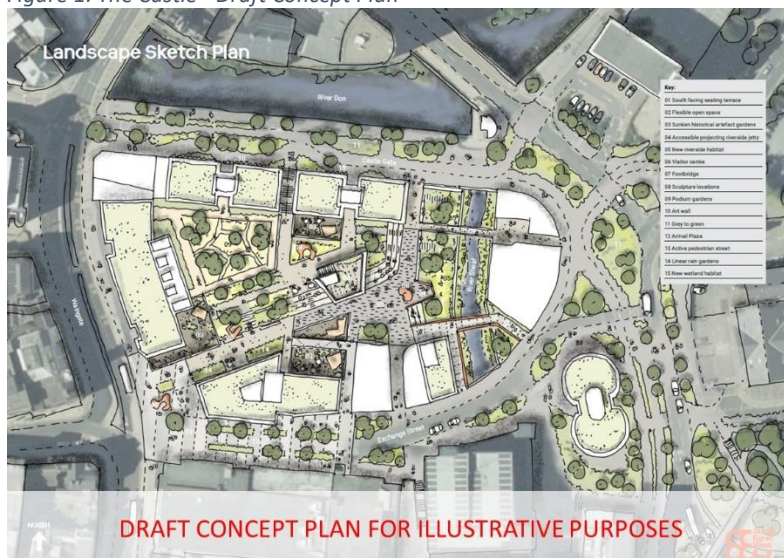 Figure 1: The Castle - Draft Concept Plan
Landscape Sketch Plan
River Don
Castle Gate
Key:
01 South facing seating terrace
02 Flexible open space
03 Sunken historical artefact gardens
04 Accessible projecting riverside jetty
05 New riverside habitat
06 Visitor centre
07 Footbridge
08 Sculpture locations
09 Podium gardens
10 Art wall
11 Grey to green
12 Arrival Plaza
13 Active pedestrian street
14 Linear rain gardens
15 New wetland habitat
Waingate
Exchange Street
NORTH
DRAFT CONCEPT PLAN FOR ILLUSTRATIVE PURPOSES